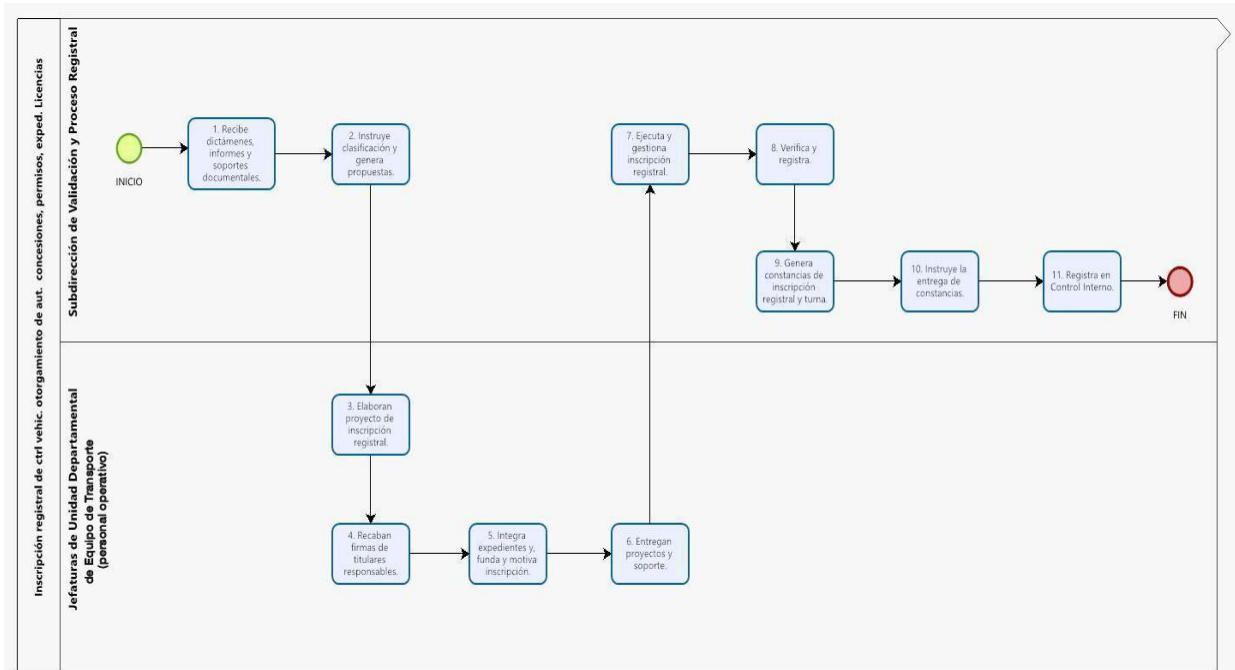 Inscripción registral de ctrl vehic. otorgamiento de aut. concesiones, permisos, exped. Licencias
Subdirección de Validación y Proceso Registral
INICIO
1. Recibe
dictámenes,
informes y
soportes
documentales.
2. Instruye
clasificación y
genera
propuestas.
7. Ejecuta y
gestiona
inscripción
registral.
8. Verifica y
registra.
9. Genera
constancias de
inscripción
registral y turna.
10. Instruye la
entrega de
constancias.
11. Registra en
Control Interno.
FIN
Jefaturas de Unidad Departamental
de Equipo de Transporte
(personal operativo)
3. Elaboran
proyecto de
inscripción
registral.
4. Recaban
firmas de
titulares
responsables.
5. Integra
expedientes y,
funda y motiva
inscripción.
6. Entregan
proyectos y
soporte.